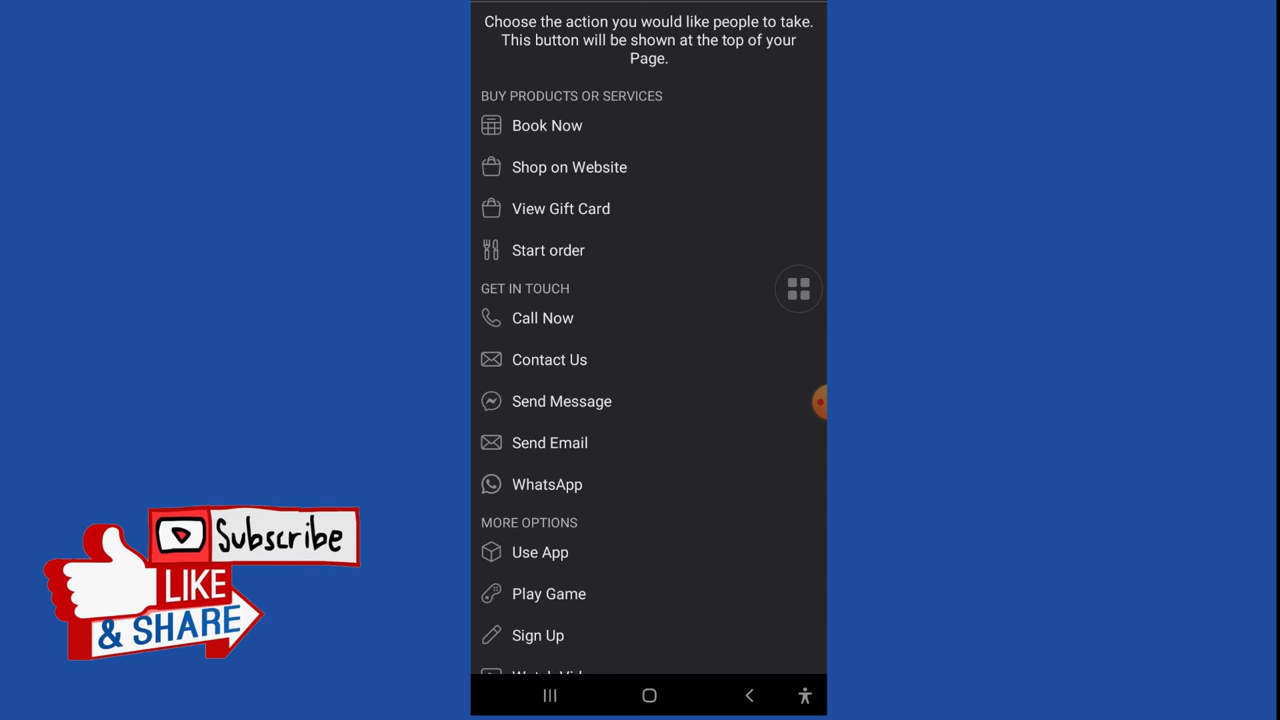 Choose the action you would like people to take.
This button will be shown at the top of your
Page.
BUY PRODUCTS OR SERVICES
Book Now
Shop on Website
View Gift Card
Start order
GET IN TOUCH
Call Now
Contact Us
Send Message
Send Email
WhatsApp
MORE OPTIONS
Use App
Play Game
Sign Up
Subscribe
LIKE
& SHARE